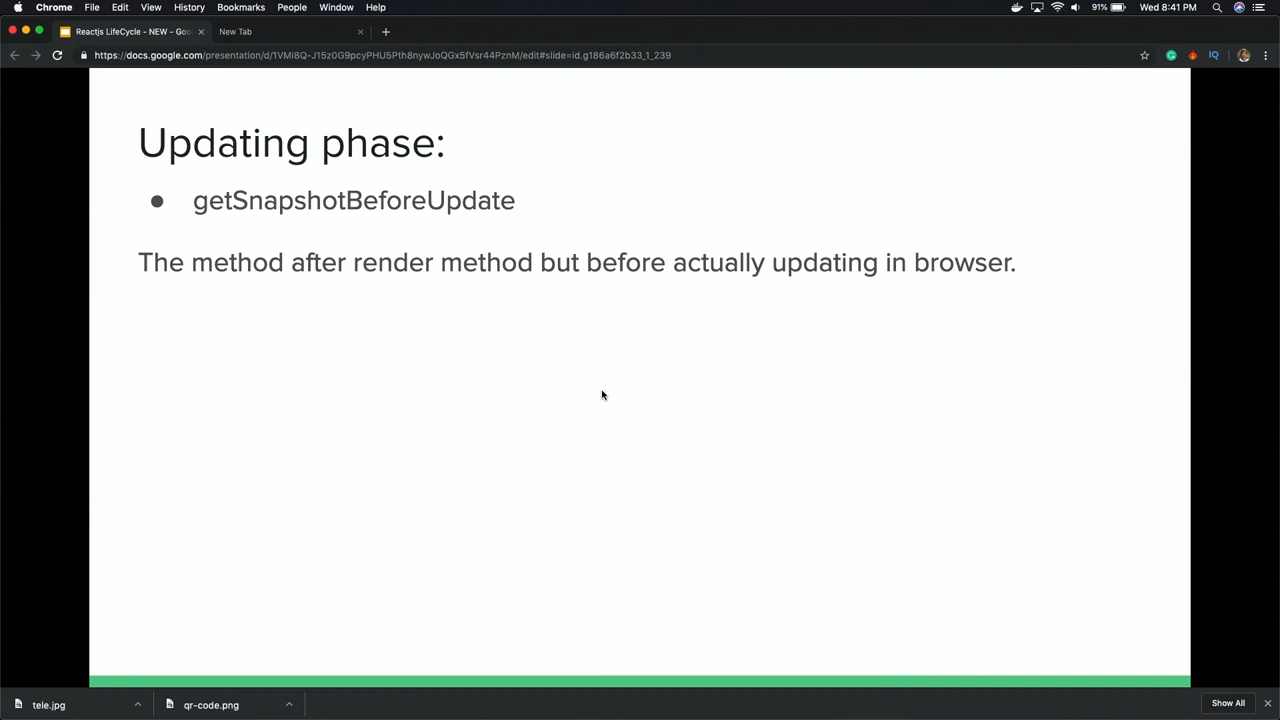 Chrome File Edit View History Bookmarks People Window Help 91% Wed 8:41 PM
Reactjs LifeCycle - NEW - Goo New Tab
https://docs.google.com/presentation/d/1VMl8Q-J15z0G9pcyPHU5Pth8nywJoQGx5fVsr44PznM/edit#slide=id.g186a6f2b33_1_239
Updating phase:
● getSnapshotBeforeUpdate
The method after render method but before actually updating in browser.
tele.jpg qr-code.png Show All